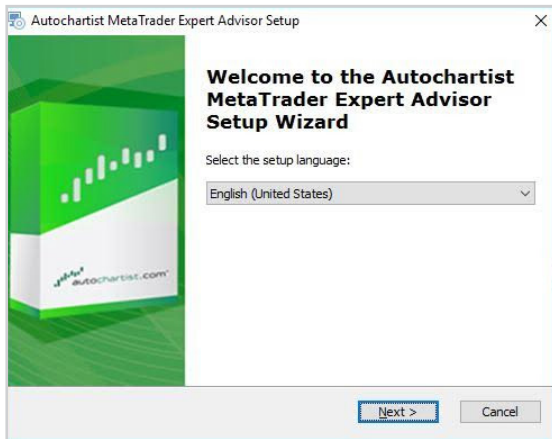 Autochartist MetaTrader Expert Advisor Setup
Welcome to the Autochartist
MetaTrader Expert Advisor
Setup Wizard
Select the setup language:
English (United States)
autochartist.com
Next >
Cancel